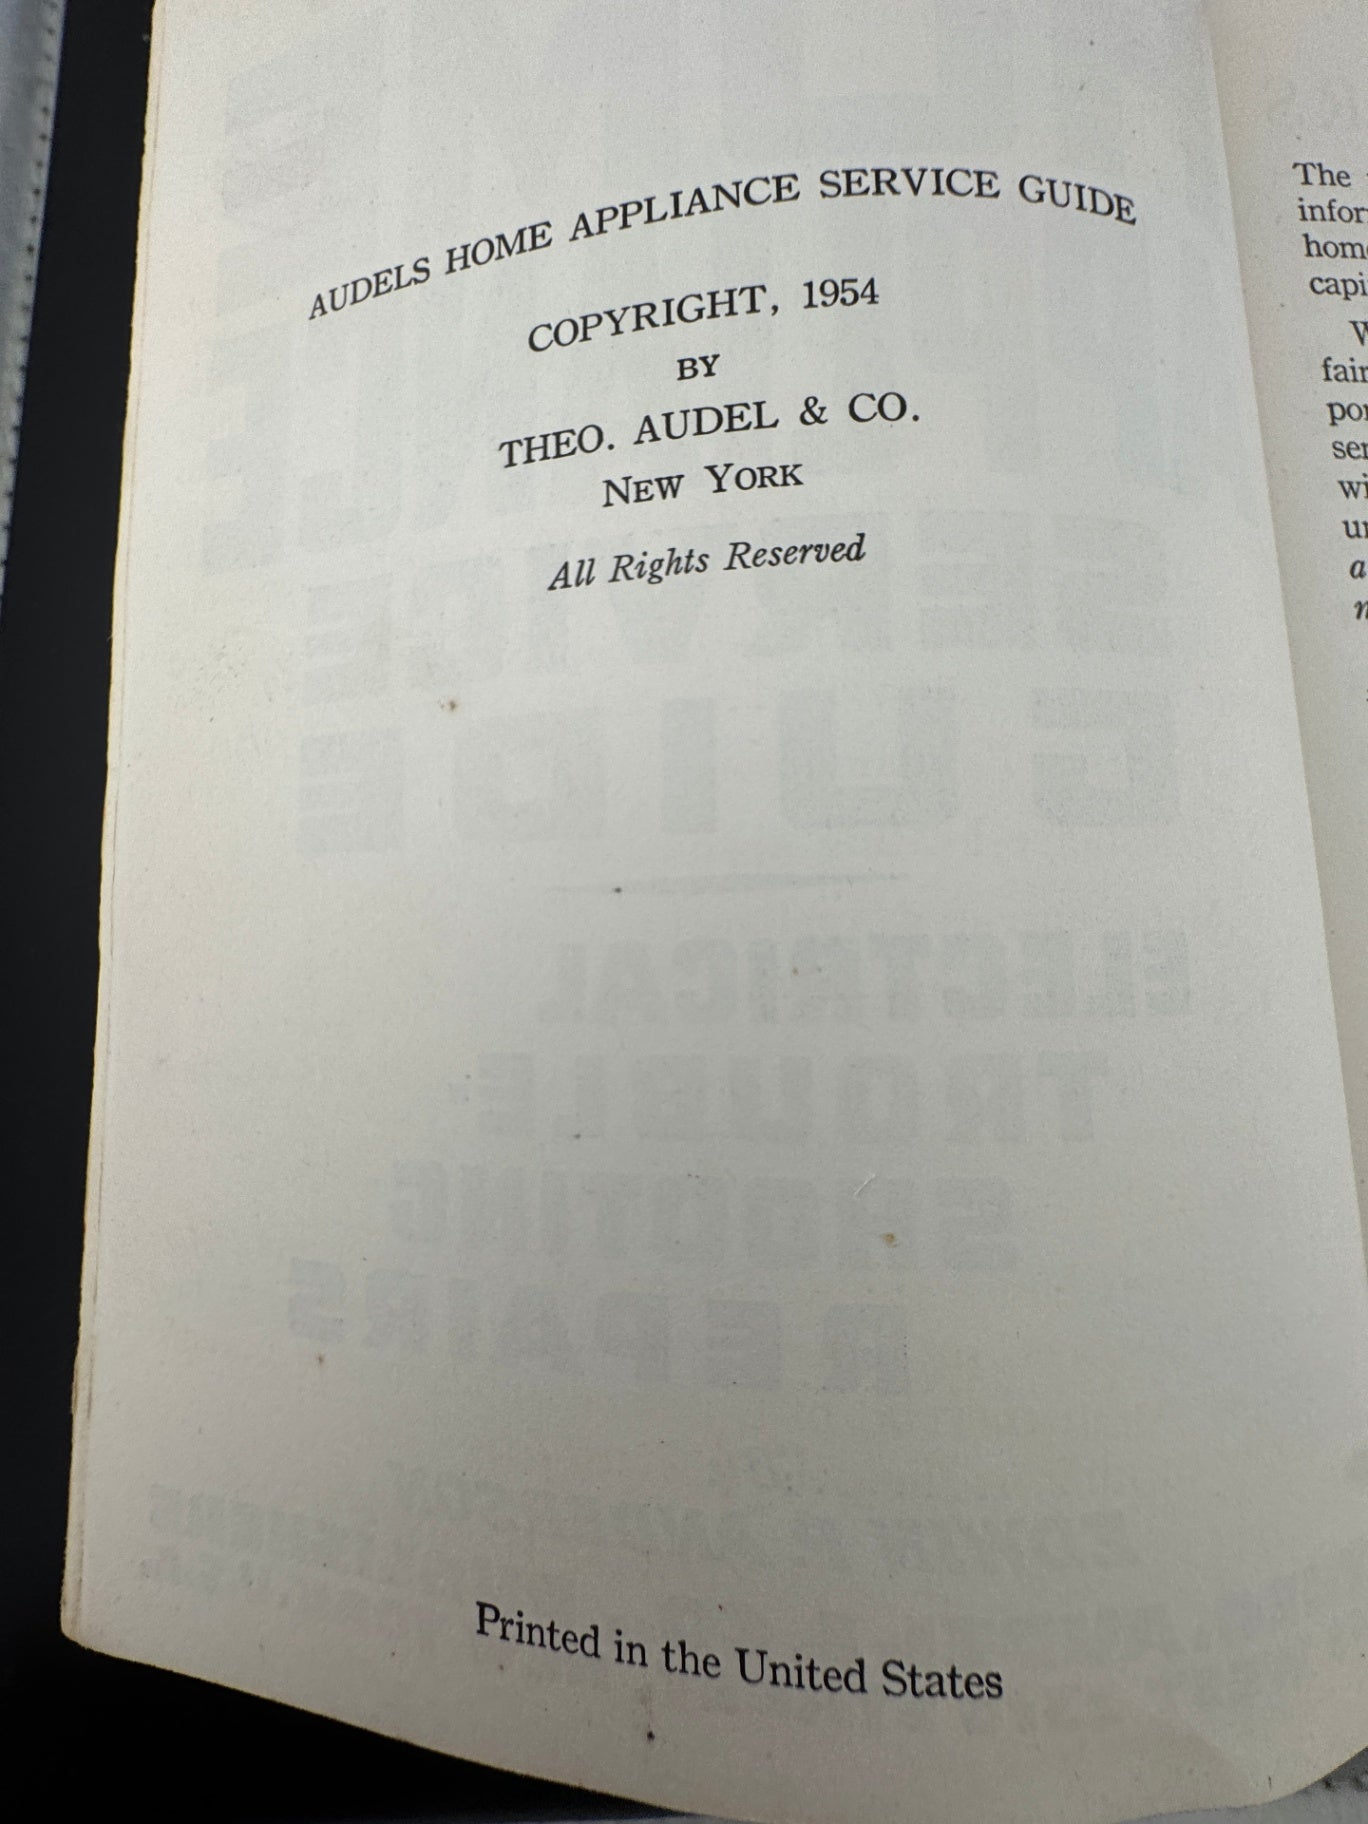 AUDELS HOME APPLIANCE SERVICE GUIDE
COPYRIGHT, 1954
BY
THEO. AUDEL & CO.
NEW YORK
All Rights Reserved
Printed in the United States
The